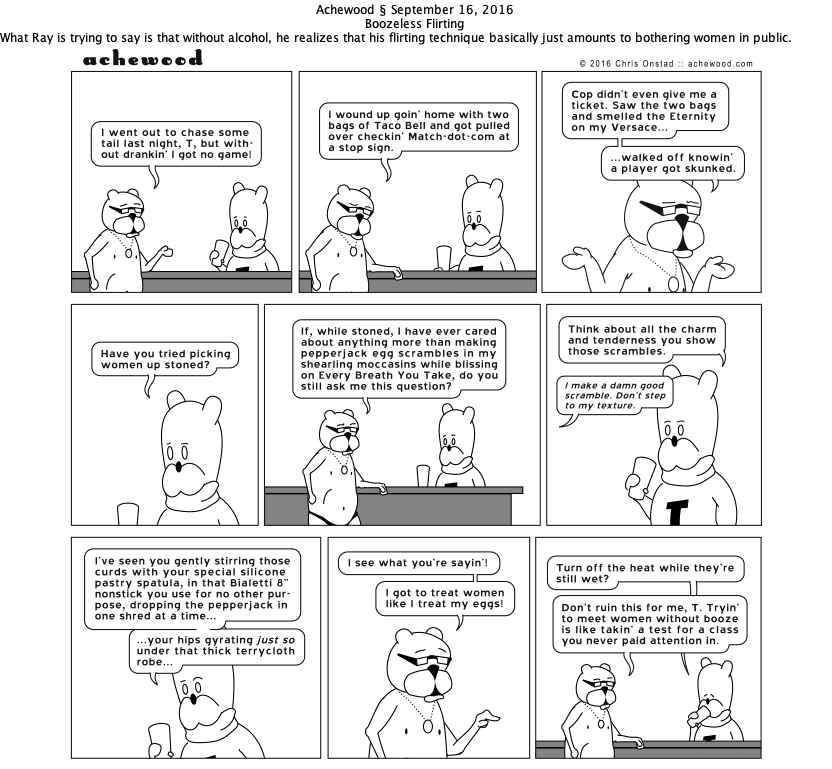 Achewood § September 16, 2016
Boozeless Flirting
What Ray is trying to say is that without alcohol, he realizes that his flirting technique basically just amounts to bothering women in public.
achewood
© 2016 Chris Onstad :: achewood.com
I went out to chase some
tail last night, T, but with-
out drankin' I got no game!
I wound up goin' home with two
bags of Taco Bell and got pulled
over checkin' Match-dot-com at
a stop sign.
Cop didn't even give me a
ticket. Saw the two bags
and smelled the Eternity
on my Versace...
...walked off knowin'
a player got skunked.
Have you tried picking
women up stoned?
If, while stoned, I have ever cared
about anything more than making
pepperjack egg scrambles in my
shearling moccasins while blissing
on Every Breath You Take, do you
still ask me this question?
Think about all the charm
and tenderness you show
those scrambles.
I make a damn good
scramble. Don't step
to my texture.
T
I've seen you gently stirring those
curds with your special silicone
pastry spatula, in that Bialetti 8"
nonstick you use for no other pur-
pose, dropping the pepperjack in
one shred at a time...
...your hips gyrating just so
under that thick terrycloth
robe...
I see what you're sayin'!
I got to treat women
like I treat my eggs!
Turn off the heat while they're
still wet?
Don't ruin this for me, T. Tryin'
to meet women without booze
is like takin' a test for a class
you never paid attention in.